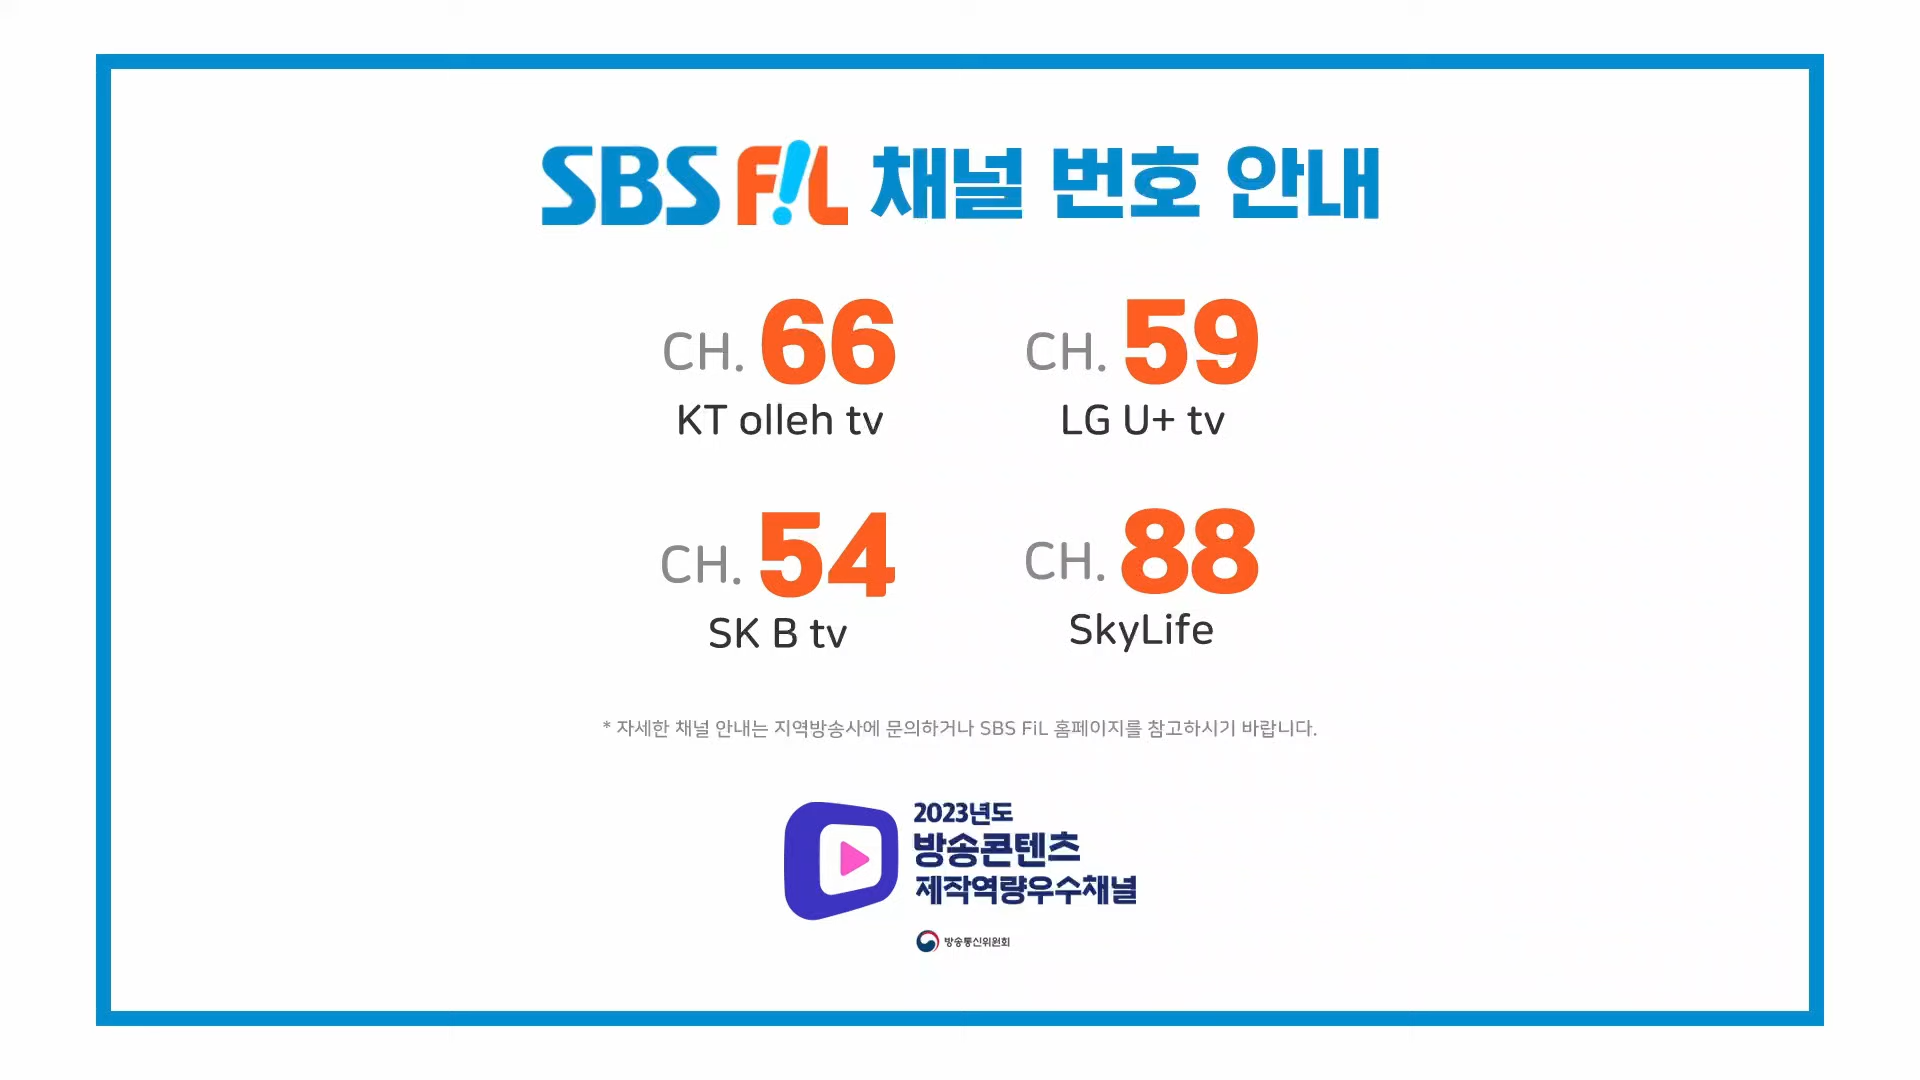 SBS F!L 채널 번호 안내
CH. 66
KT olleh tv
CH. 59
LG U+ tv
CH. 54
SK B tv
CH. 88
SkyLife
* 자세한 채널 안내는 지역방송사에 문의하거나 SBS FiL 홈페이지를 참고하시기 바랍니다.
2023년도
방송콘텐츠
제작역량우수채널
방송통신위원회